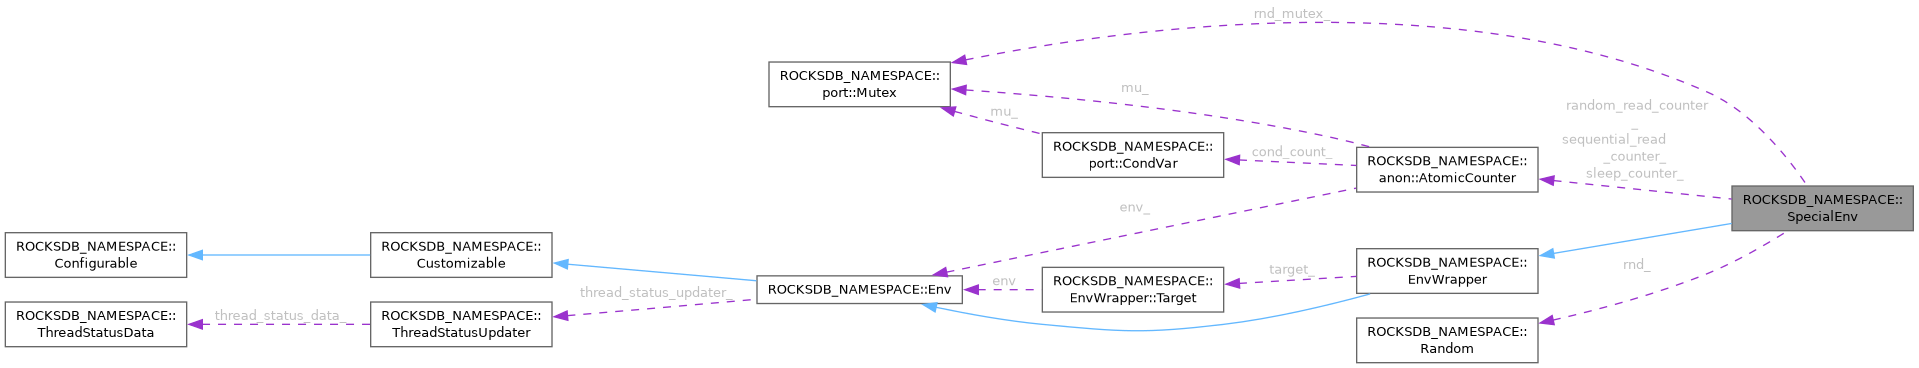 rnd_mutex_
ROCKSDB_NAMESPACE::
port::Mutex
mu_
mu_
random_read_counter
_
sequential_read
_counter_
sleep_counter_
ROCKSDB_NAMESPACE::
port::CondVar
cond_count_
ROCKSDB_NAMESPACE::
anon::AtomicCounter
ROCKSDB_NAMESPACE::
SpecialEnv
env_
ROCKSDB_NAMESPACE::
Configurable
ROCKSDB_NAMESPACE::
Customizable
ROCKSDB_NAMESPACE::Env
env
ROCKSDB_NAMESPACE::
EnvWrapper::Target
target_
ROCKSDB_NAMESPACE::
EnvWrapper
rnd_
thread_status_updater_
ROCKSDB_NAMESPACE::
ThreadStatusData
thread_status_data_
ROCKSDB_NAMESPACE::
ThreadStatusUpdater
ROCKSDB_NAMESPACE::
Random